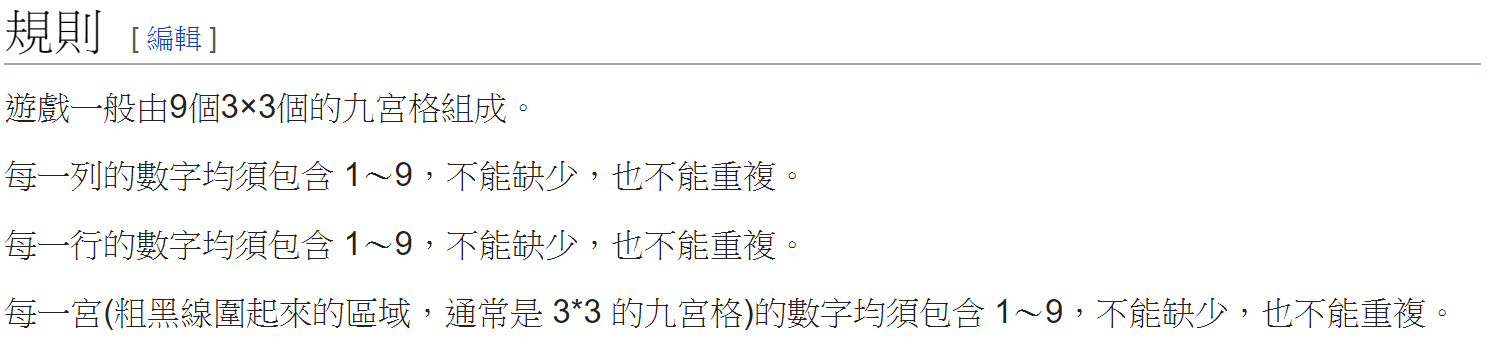 規則 [ 編輯 ]
遊戲一般由9個3×3個的九宮格組成。
每一列的數字均須包含 1～9，不能缺少，也不能重複。
每一行的數字均須包含 1～9，不能缺少，也不能重複。
每一宮(粗黑線圍起來的區域，通常是 3*3 的九宮格)的數字均須包含 1～9，不能缺少，也不能重複。